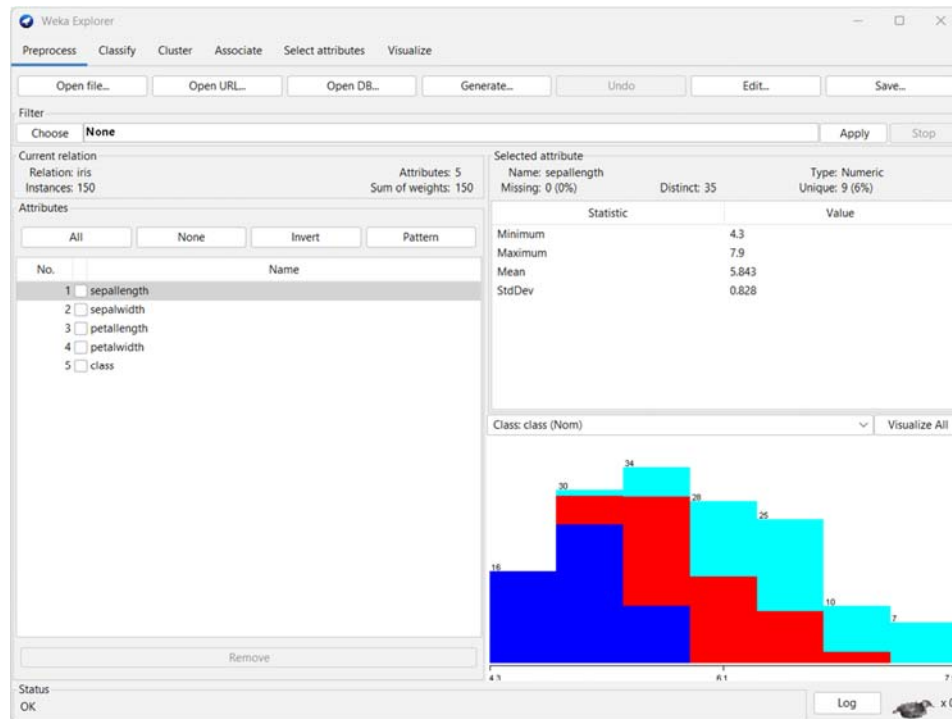 Weka Explorer
Preprocess Classify Cluster Associate Select attributes Visualize
Open file... Open URL... Open DB... Generate... Undo Edit... Save...
Filter
Choose None Apply Stop
Current relation
Relation: iris Attributes: 5
Instances: 150 Sum of weights: 150
Attributes
All None Invert Pattern
No. Name
1 sepallength
2 sepalwidth
3 petallength
4 petalwidth
5 class
Remove
Selected attribute
Name: sepallength Type: Numeric
Missing: 0 (0%) Distinct: 35 Unique: 9 (6%)
Statistic Value
Minimum 4.3
Maximum 7.9
Mean 5.843
StdDev 0.828
Class: class (Nom) Visualize All
34
30
28
25
16
10
7
4.3 6.1
Status
OK Log